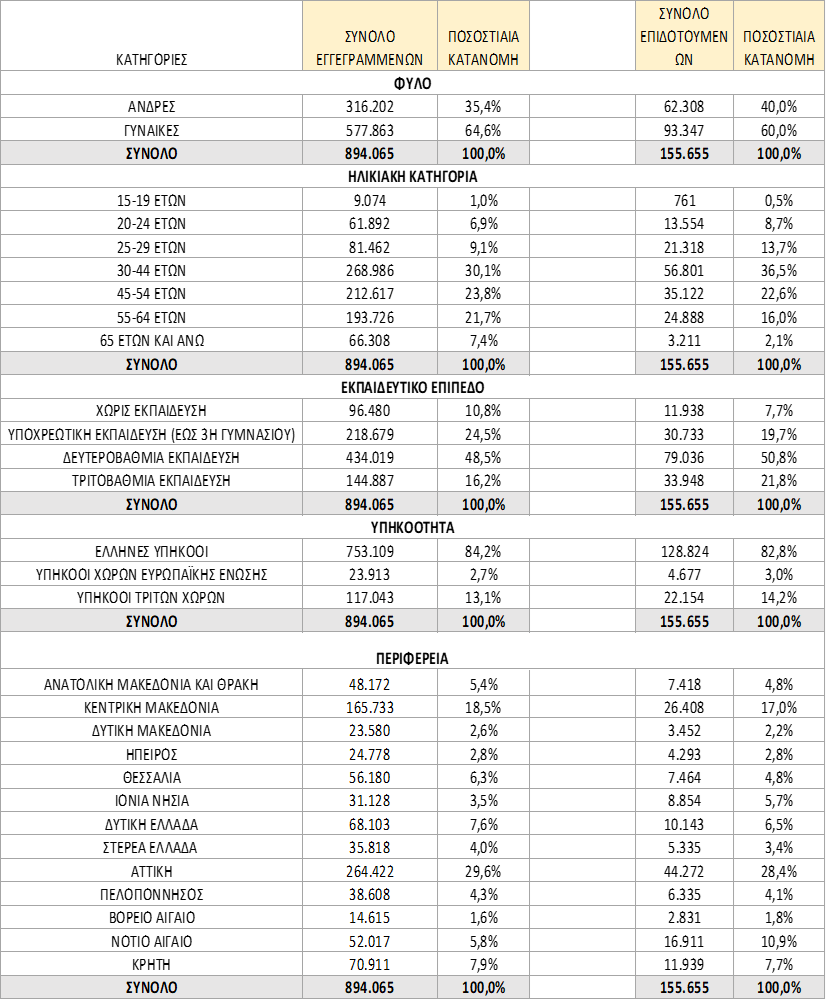 ΚΑΤΗΓΟΡΙΕΣ ΣΥΝΟΛΟ ΕΓΓΕΓΡΑΜΜΕΝΩΝ ΠΟΣΟΣΤΙΑΙΑ ΚΑΤΑΝΟΜΗ ΣΥΝΟΛΟ ΕΠΙΔΟΤΟΥΜΕΝΩΝ ΠΟΣΟΣΤΙΑΙΑ ΚΑΤΑΝΟΜΗ
ΦΥΛΟ
ΑΝΔΡΕΣ 316.202 35,4% 62.308 40,0%
ΓΥΝΑΙΚΕΣ 577.863 64,6% 93.347 60,0%
ΣΥΝΟΛΟ 894.065 100,0% 155.655 100,0%
ΗΛΙΚΙΑΚΗ ΚΑΤΗΓΟΡΙΑ
15-19 ΕΤΩΝ 9.074 1,0% 761 0,5%
20-24 ΕΤΩΝ 61.892 6,9% 13.554 8,7%
25-29 ΕΤΩΝ 81.462 9,1% 21.318 13,7%
30-44 ΕΤΩΝ 268.986 30,1% 56.801 36,5%
45-54 ΕΤΩΝ 212.617 23,8% 35.122 22,6%
55-64 ΕΤΩΝ 193.726 21,7% 24.888 16,0%
65 ΕΤΩΝ ΚΑΙ ΑΝΩ 66.308 7,4% 3.211 2,1%
ΣΥΝΟΛΟ 894.065 100,0% 155.655 100,0%
ΕΚΠΑΙΔΕΥΤΙΚΟ ΕΠΙΠΕΔΟ
ΧΩΡΙΣ ΕΚΠΑΙΔΕΥΣΗ 96.480 10,8% 11.938 7,7%
ΥΠΟΧΡΕΩΤΙΚΗ ΕΚΠΑΙΔΕΥΣΗ (ΕΩΣ 3Η ΓΥΜΝΑΣΙΟΥ) 218.679 24,5% 30.733 19,7%
ΔΕΥΤΕΡΟΒΑΘΜΙΑ ΕΚΠΑΙΔΕΥΣΗ 434.019 48,5% 79.036 50,8%
ΤΡΙΤΟΒΑΘΜΙΑ ΕΚΠΑΙΔΕΥΣΗ 144.887 16,2% 33.948 21,8%
ΣΥΝΟΛΟ 894.065 100,0% 155.655 100,0%
ΥΠΗΚΟΟΤΗΤΑ
ΕΛΛΗΝΕΣ ΥΠΗΚΟΟΙ 753.109 84,2% 128.824 82,8%
ΥΠΗΚΟΟΙ ΧΩΡΩΝ ΕΥΡΩΠΑΪΚΗΣ ΕΝΩΣΗΣ 23.913 2,7% 4.677 3,0%
ΥΠΗΚΟΟΙ ΤΡΙΤΩΝ ΧΩΡΩΝ 117.043 13,1% 22.154 14,2%
ΣΥΝΟΛΟ 894.065 100,0% 155.655 100,0%
ΠΕΡΙΦΕΡΕΙΑ
ΑΝΑΤΟΛΙΚΗ ΜΑΚΕΔΟΝΙΑ ΚΑΙ ΘΡΑΚΗ 48.172 5,4% 7.418 4,8%
ΚΕΝΤΡΙΚΗ ΜΑΚΕΔΟΝΙΑ 165.733 18,5% 26.408 17,0%
ΔΥΤΙΚΗ ΜΑΚΕΔΟΝΙΑ 23.580 2,6% 3.452 2,2%
ΗΠΕΙΡΟΣ 24.778 2,8% 4.293 2,8%
ΘΕΣΣΑΛΙΑ 56.180 6,3% 7.464 4,8%
ΙΟΝΙΑ ΝΗΣΙΑ 31.128 3,5% 8.854 5,7%
ΔΥΤΙΚΗ ΕΛΛΑΔΑ 68.103 7,6% 10.143 6,5%
ΣΤΕΡΕΑ ΕΛΛΑΔΑ 35.818 4,0% 5.335 3,4%
ΑΤΤΙΚΗ 264.422 29,6% 44.272 28,4%
ΠΕΛΟΠΟΝΝΗΣΟΣ 38.608 4,3% 6.335 4,1%
ΒΟΡΕΙΟ ΑΙΓΑΙΟ 14.615 1,6% 2.831 1,8%
ΝΟΤΙΟ ΑΙΓΑΙΟ 52.017 5,8% 16.911 10,9%
ΚΡΗΤΗ 70.911 7,9% 11.939 7,7%
ΣΥΝΟΛΟ 894.065 100,0% 155.655 100,0%